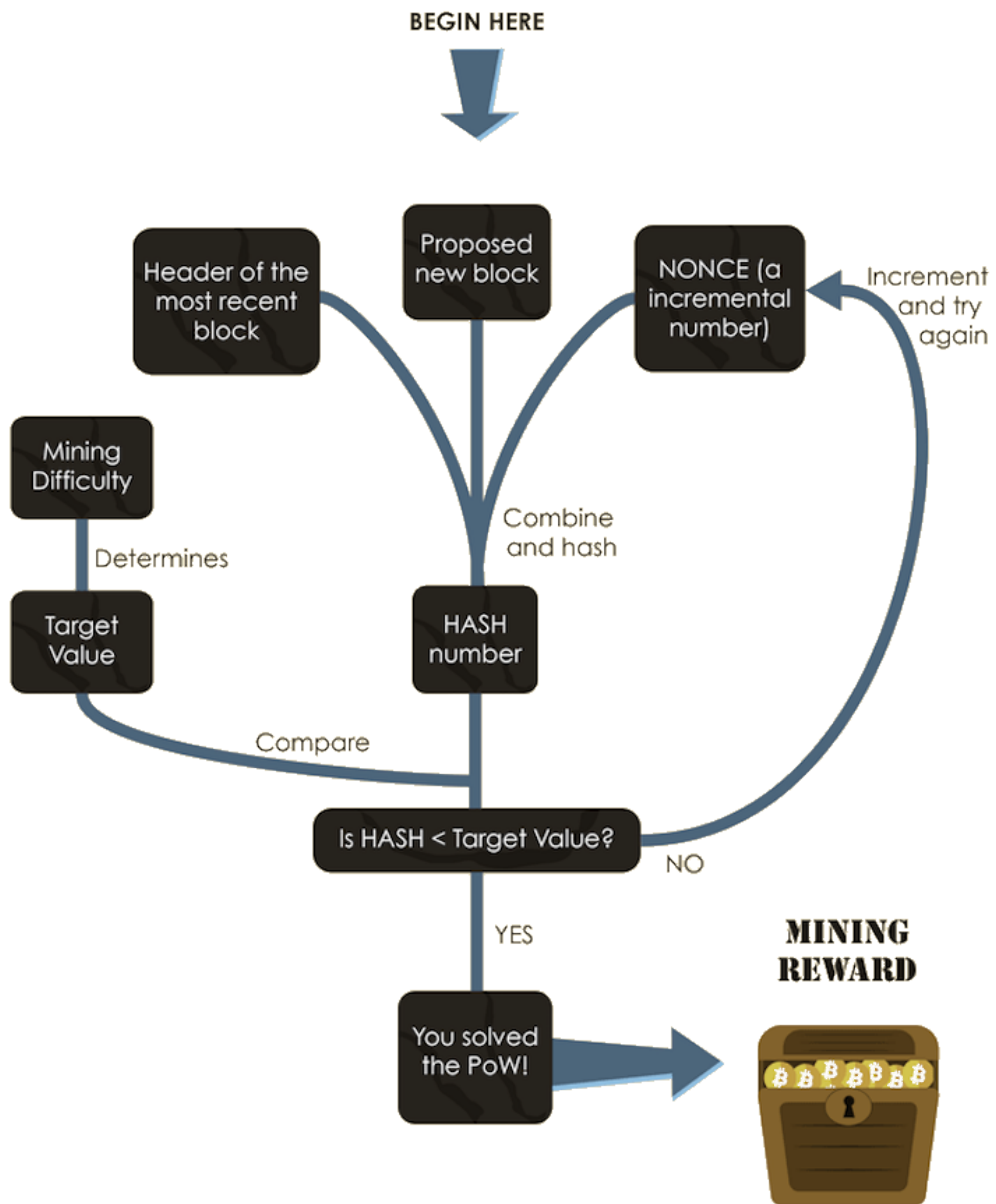 BEGIN HERE
Header of the
most recent
block
Proposed
new block
NONCE (a
incremental
number)
Increment
and try
again
Mining
Difficulty
Determines
Combine
and hash
Target
Value
HASH
number
Compare
Is HASH < Target Value?
NO
YES
You solved
the PoW!
MINING
REWARD